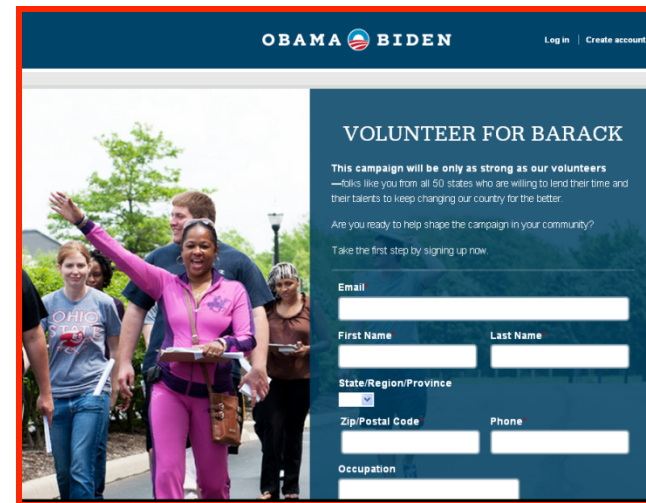 OBAMA BIDEN
Log in | Create account
VOLUNTEER FOR BARACK
This campaign will be only as strong as our volunteers
—folks like you from all 50 states who are willing to lend their time and
their talents to keep changing our country for the better.
Are you ready to help shape the campaign in your community?
Take the first step by signing up now.
Email*
First Name* Last Name*
State/Region/Province
Zip/Postal Code* Phone*
Occupation
OHIO
STATE